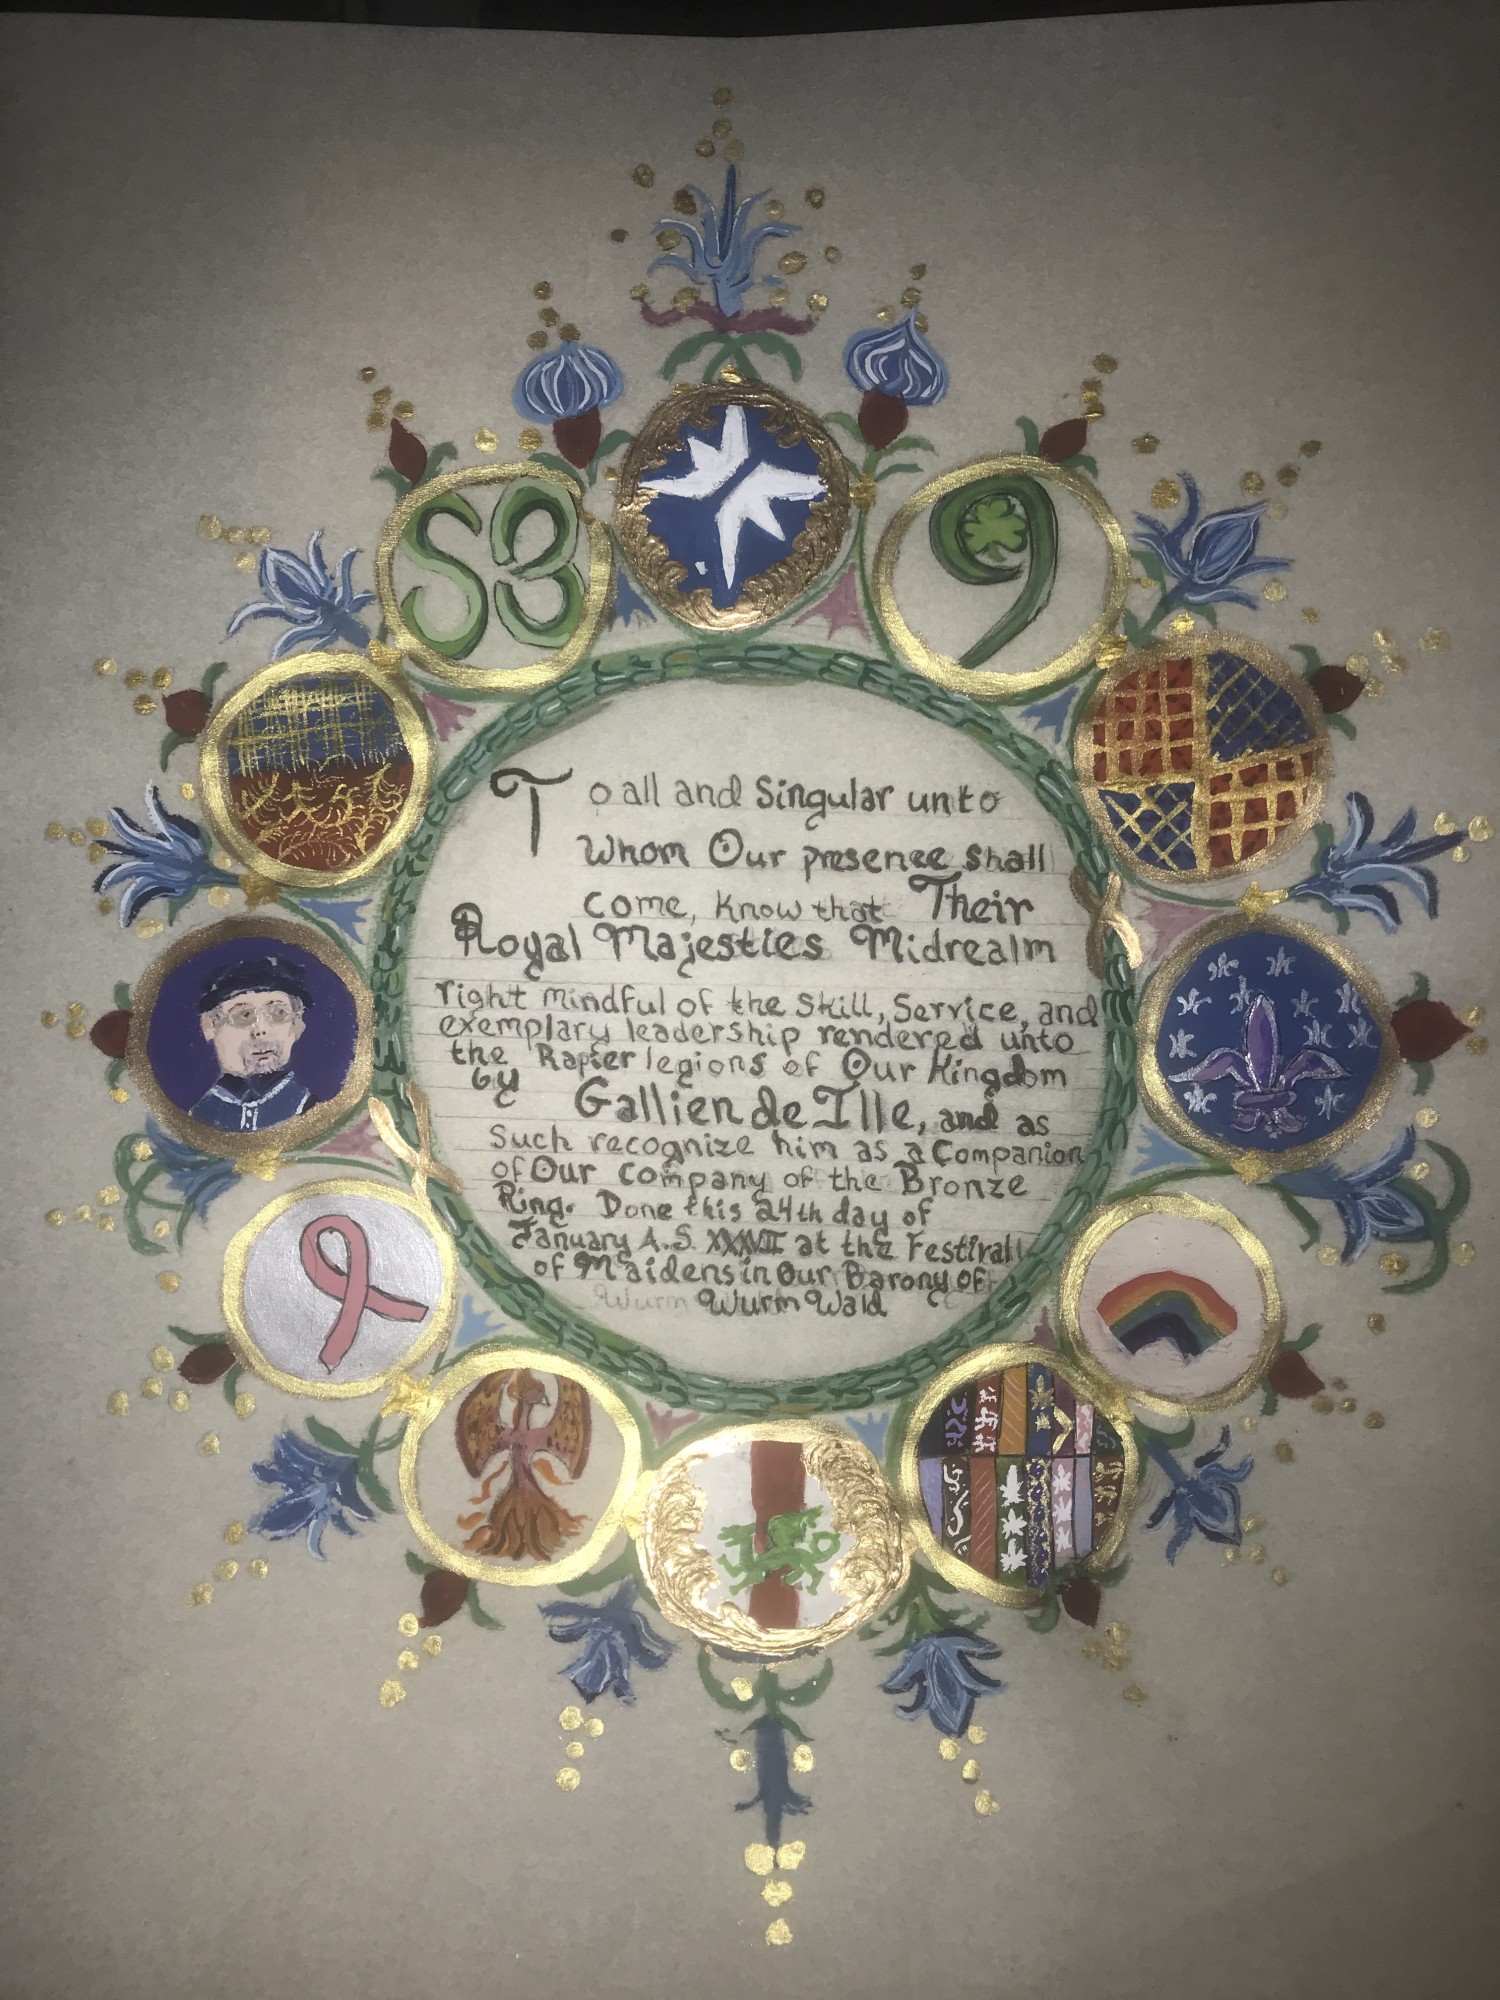 S3
9
To all and Singular unto
whom Our presence shall
come, know that Their
Royal Majesties Midrealm
right mindful of the Skill, Service, and
exemplary leadership rendered unto
the Rapier legions of Our Kingdom
by Gallien de Ille, and as
Such recognize him as a Companion
of Our company of the Bronze
Ring. Done this 24th day of
January A.S. at the Festival
of Maidens in Our Barony of
Wurm Wurm Wald